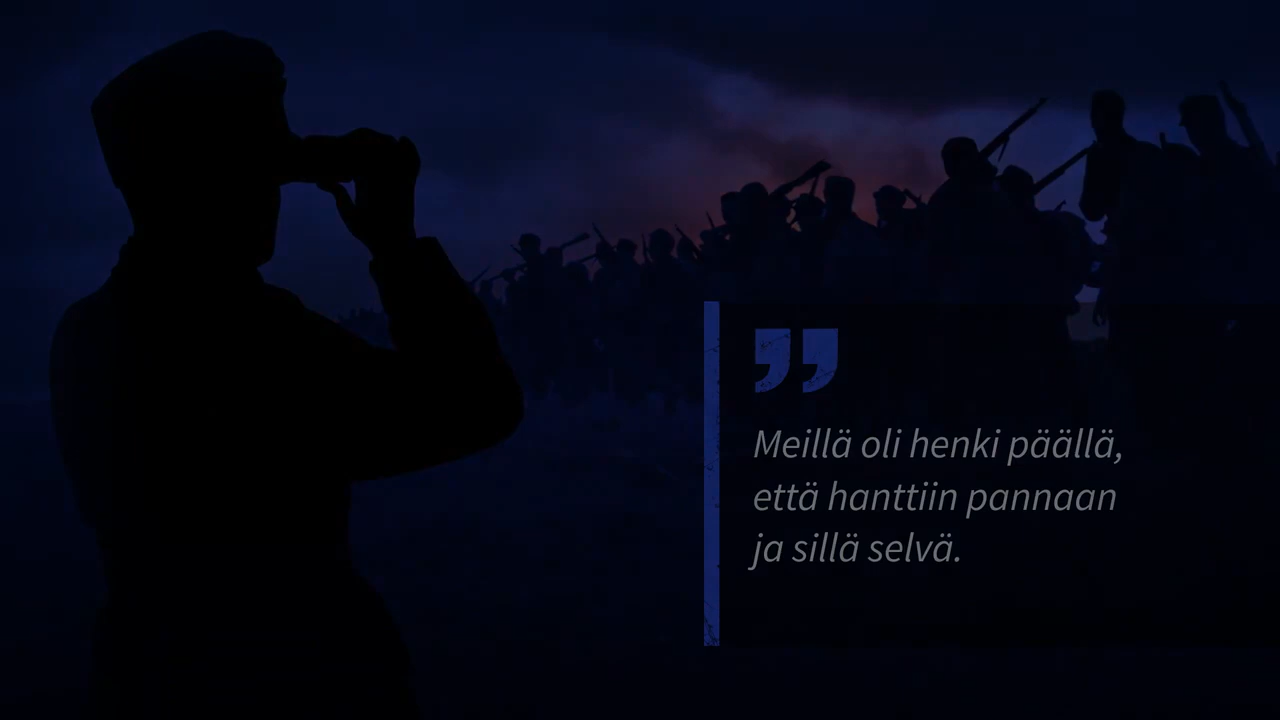 ”
Meillä oli henki päällä,
että hanttiin pannaan
ja sillä selvä.